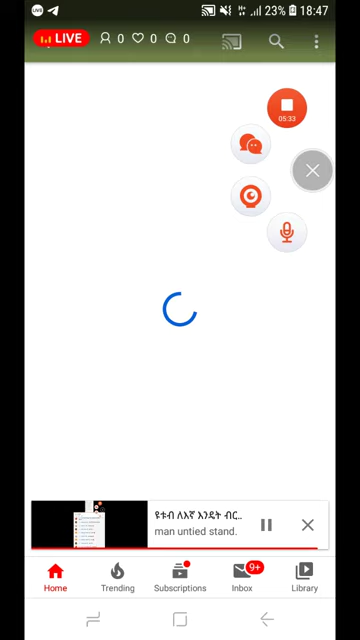 LIVE 23% 18:47
LIVE 0 0 0
05:33
ዩቱብ ለእኛ እንዴት ብር..
man untied stand.
9+
Home Trending Subscriptions Inbox Library